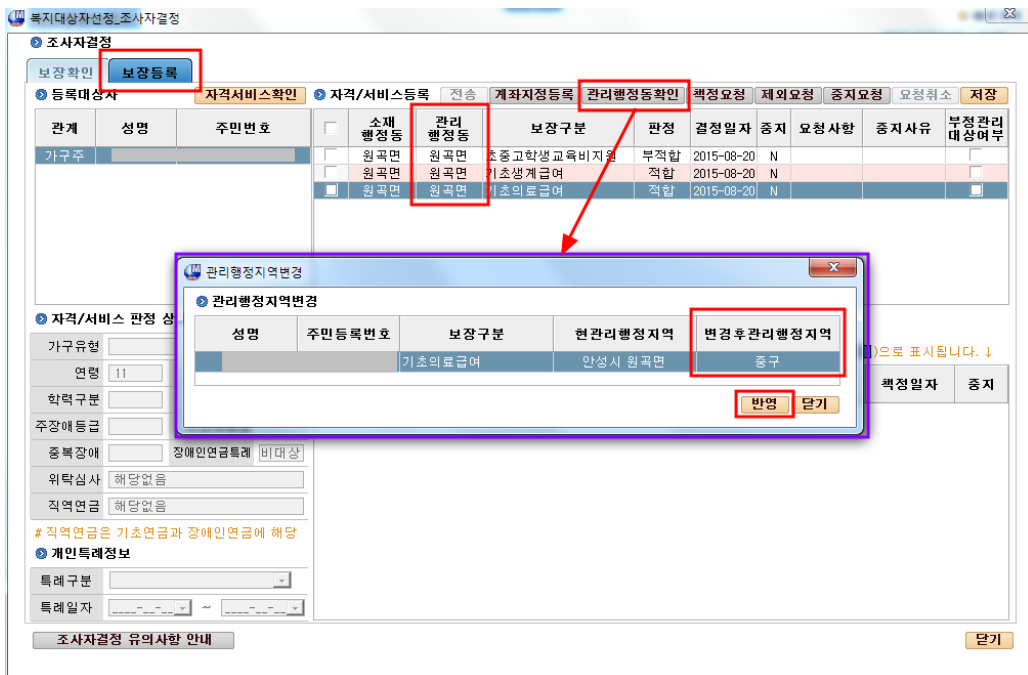 복지대상자선정_조사자결정
조사자결정
보장확인 보장등록
등록대상자 자격서비스확인 자격/서비스등록 전송 계좌지정등록 관리행정동확인 책정요청 제외요청 중지요청 요청취소 저장
관계 성명 주민번호 소재 행정동 관리 행정동 보장구분 판정 결정일자 중지 요청사항 중지사유 부정관리 대상여부
가구주 원곡면 원곡면 초중고학생교육비지원 부적합 2015-08-20 N
원곡면 원곡면 기초생계급여 적합 2015-08-20 N
원곡면 원곡면 기초의료급여 적합 2015-08-20 N
관리행정지역변경
관리행정지역변경
성명 주민등록번호 보장구분 현관리행정지역 변경후관리행정지역
기초의료급여 안성시 원곡면 중구
반영 닫기
자격/서비스 판정 상
가구유형
)으로 표시됩니다. ↓
연령 11
책정일자 중지
학력구분
주장애등급
중복장애 장애인연금특례 비대상
위탁심사 해당없음
직역연금 해당없음
# 직역연금은 기초연금과 장애인연금에 해당
개인특례정보
특례구분
특례일자 ____-__-__ ~ ____-__-__
조사자결정 유의사항 안내 닫기